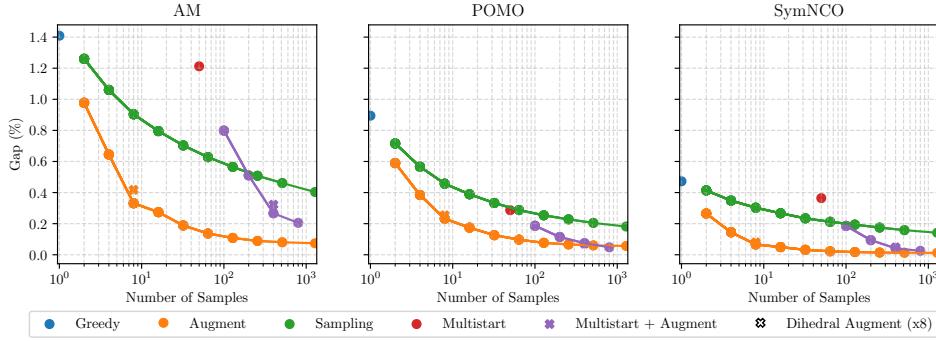 AM POMO SymNCO
1.4
1.2
1.0
0.8
0.6
0.4
0.2
0.0
Gap (%)
10^0 10^1 10^2 10^3 10^0 10^1 10^2 10^3 10^0 10^1 10^2 10^3
Number of Samples Number of Samples Number of Samples
Greedy Augment Sampling Multistart Multistart + Augment Dihedral Augment (x8)